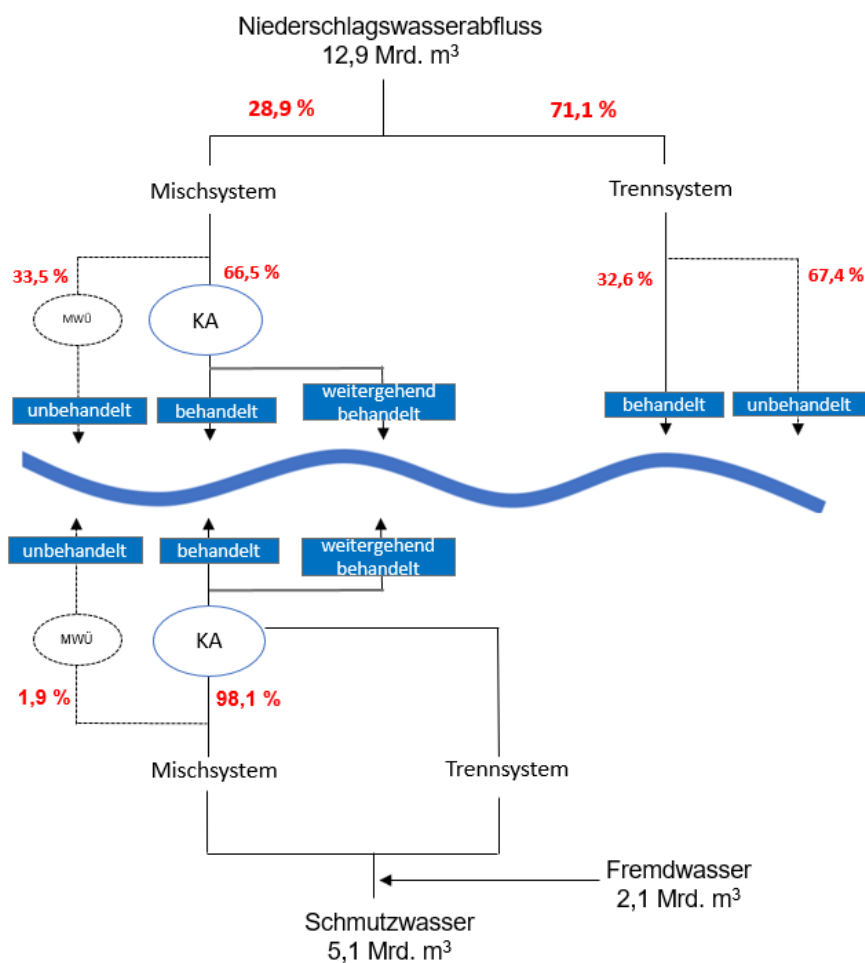 Niederschlagswasserabfluss
12,9 Mrd. m³
28,9 %
71,1 %
Mischsystem
Trennsystem
33,5 %
66,5 %
32,6 %
67,4 %
MWÜ
KA
unbehandelt
behandelt
weitergehend
behandelt
behandelt
unbehandelt
unbehandelt
behandelt
weitergehend
behandelt
MWÜ
KA
1,9 %
98,1 %
Mischsystem
Trennsystem
Fremdwasser
2,1 Mrd. m³
Schmutzwasser
5,1 Mrd. m³